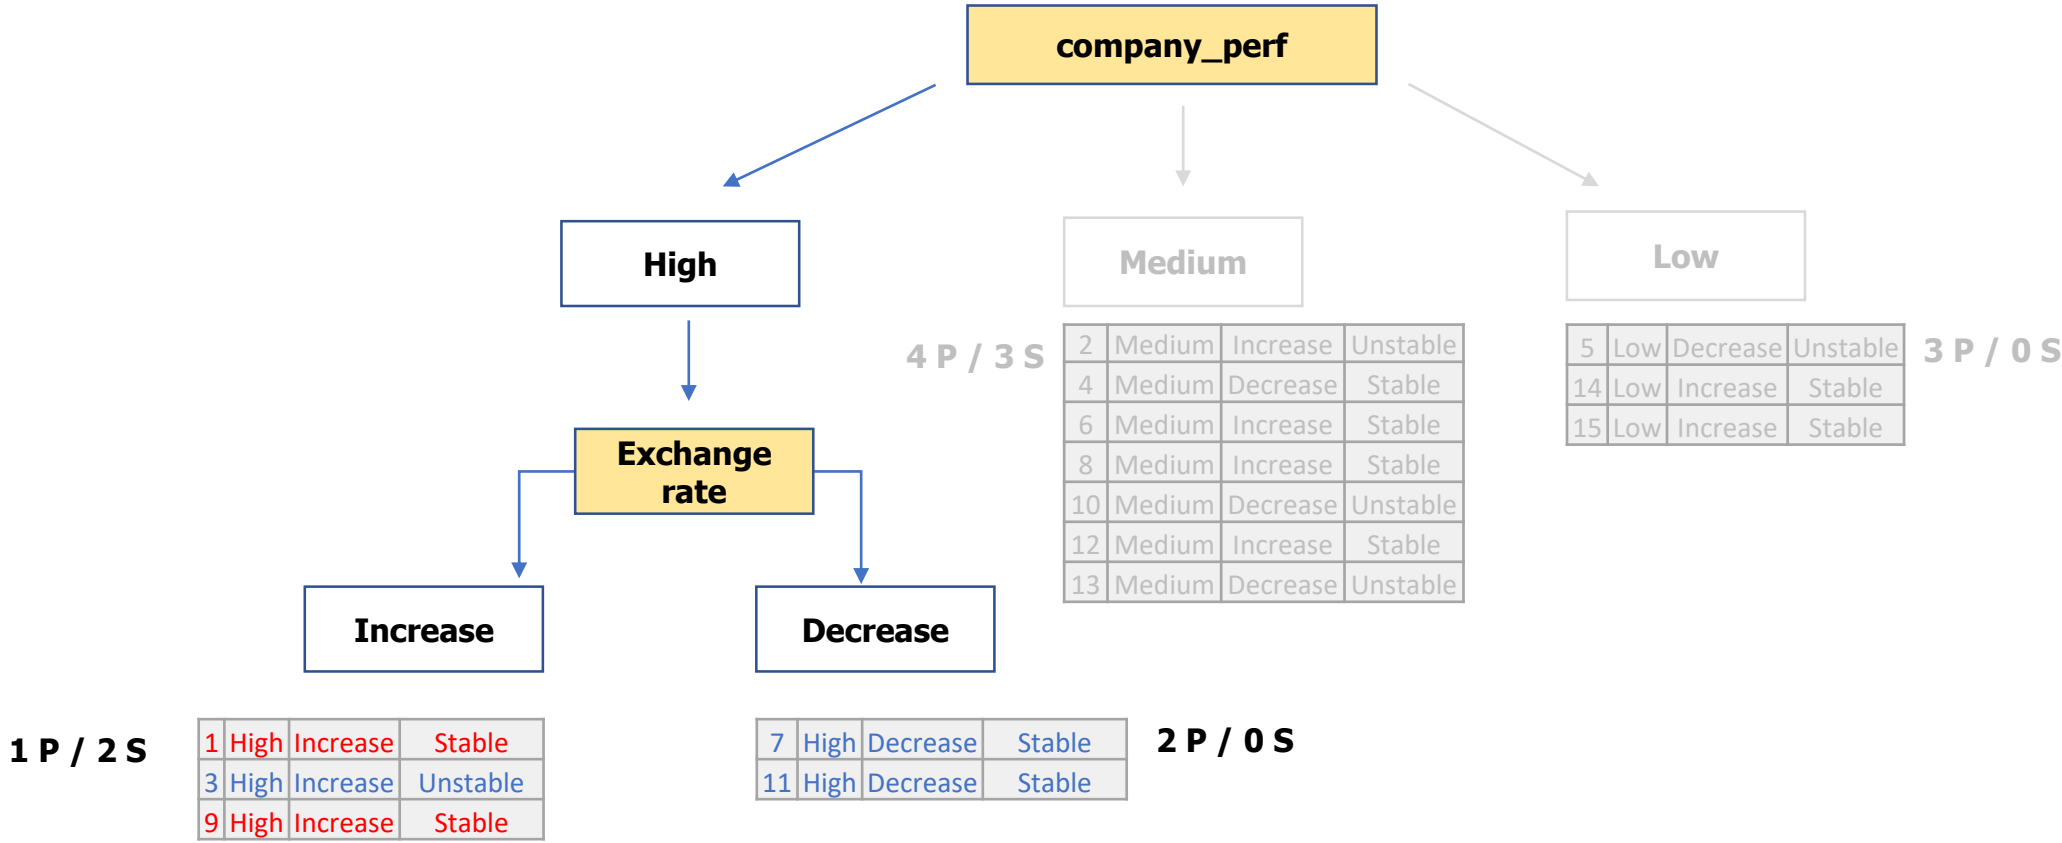 company_perf
High
Medium
Low
4 P / 3 S
2 Medium Increase Unstable
4 Medium Decrease Stable
6 Medium Increase Stable
8 Medium Increase Stable
10 Medium Decrease Unstable
12 Medium Increase Stable
13 Medium Decrease Unstable
5 Low Decrease Unstable
14 Low Increase Stable
15 Low Increase Stable
3 P / 0 S
Exchange
rate
Increase
Decrease
1 P / 2 S
1 High Increase Stable
3 High Increase Unstable
9 High Increase Stable
7 High Decrease Stable
11 High Decrease Stable
2 P / 0 S